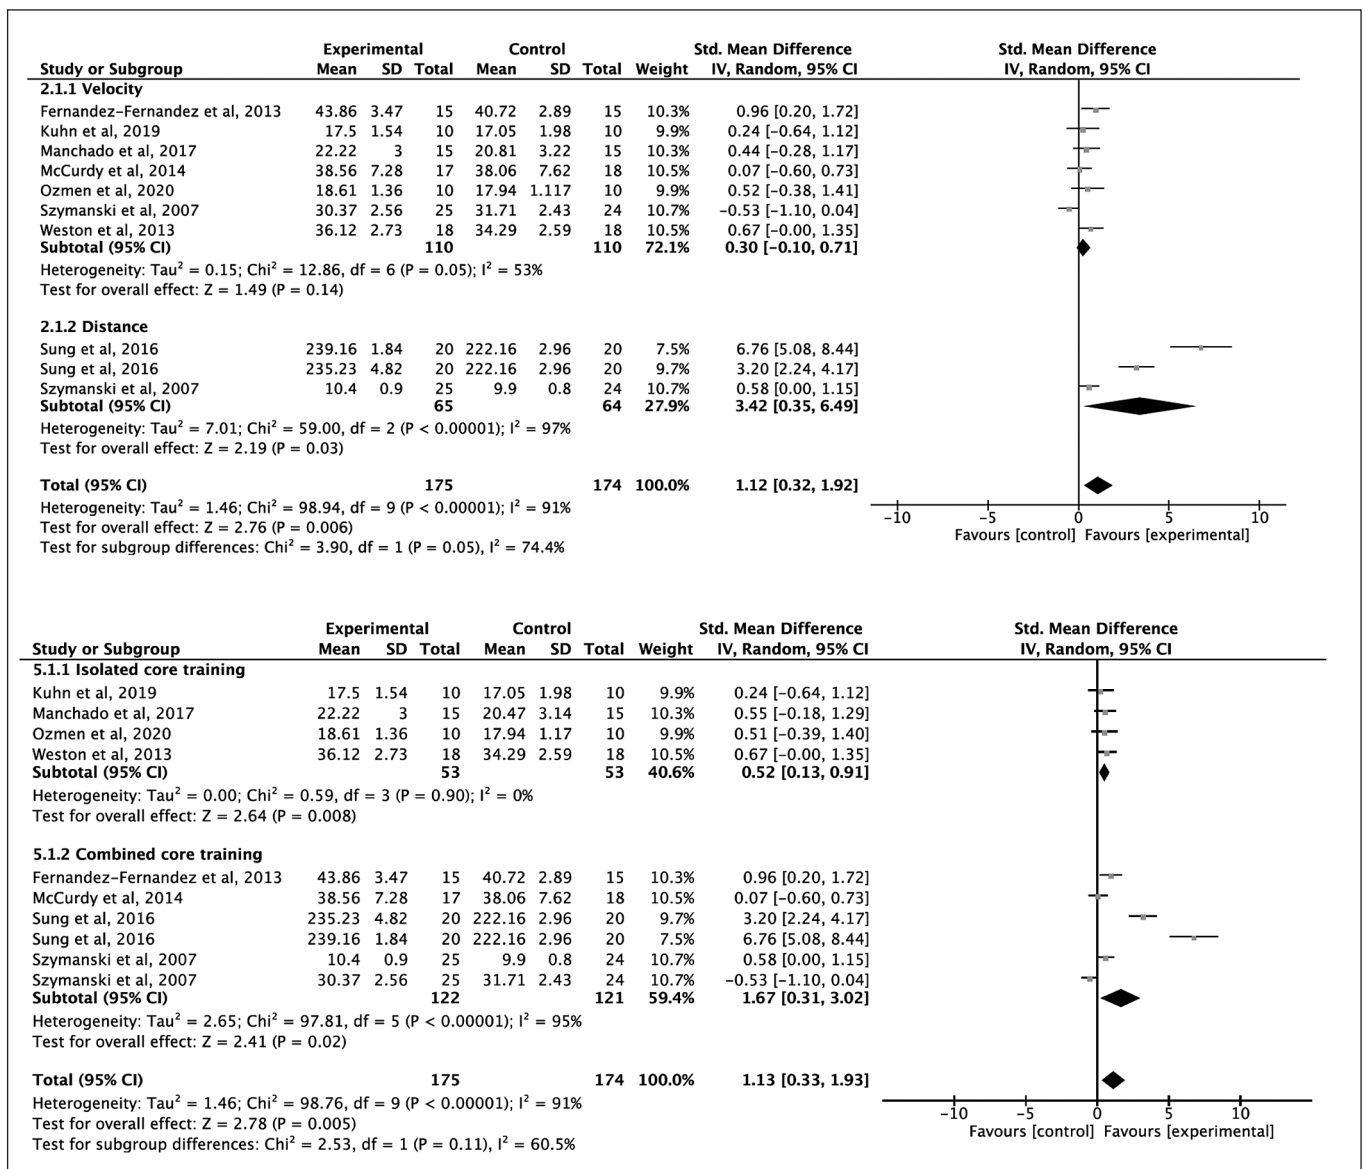 Experimental Control Std. Mean Difference Std. Mean Difference
Study or Subgroup Mean SD Total Mean SD Total Weight IV, Random, 95% CI IV, Random, 95% CI
2.1.1 Velocity
Fernandez–Fernandez et al, 2013 43.86 3.47 15 40.72 2.89 15 10.3% 0.96 [0.20, 1.72]
Kuhn et al, 2019 17.5 1.54 10 17.05 1.98 10 9.9% 0.24 [−0.64, 1.12]
Manchado et al, 2017 22.22 3 15 20.81 3.22 15 10.3% 0.44 [−0.28, 1.17]
McCurdy et al, 2014 38.56 7.28 17 38.06 7.62 18 10.5% 0.07 [−0.60, 0.73]
Ozmen et al, 2020 18.61 1.36 10 17.94 1.117 10 9.9% 0.52 [−0.38, 1.41]
Szymanski et al, 2007 30.37 2.56 25 31.71 2.43 24 10.7% −0.53 [−1.10, 0.04]
Weston et al, 2013 36.12 2.73 18 34.29 2.59 18 10.5% 0.67 [−0.00, 1.35]
Subtotal (95% CI) 110 110 72.1% 0.30 [−0.10, 0.71]
Heterogeneity: Tau² = 0.15; Chi² = 12.86, df = 6 (P = 0.05); I² = 53%
Test for overall effect: Z = 1.49 (P = 0.14)
2.1.2 Distance
Sung et al, 2016 239.16 1.84 20 222.16 2.96 20 7.5% 6.76 [5.08, 8.44]
Sung et al, 2016 235.23 4.82 20 222.16 2.96 20 9.7% 3.20 [2.24, 4.17]
Szymanski et al, 2007 10.4 0.9 25 9.9 0.8 24 10.7% 0.58 [0.00, 1.15]
Subtotal (95% CI) 65 64 27.9% 3.42 [0.35, 6.49]
Heterogeneity: Tau² = 7.01; Chi² = 59.00, df = 2 (P < 0.00001); I² = 97%
Test for overall effect: Z = 2.19 (P = 0.03)
Total (95% CI) 175 174 100.0% 1.12 [0.32, 1.92]
Heterogeneity: Tau² = 1.46; Chi² = 98.94, df = 9 (P < 0.00001); I² = 91%
Test for overall effect: Z = 2.76 (P = 0.006)
Test for subgroup differences: Chi² = 3.90, df = 1 (P = 0.05), I² = 74.4%
−10 −5 0 5 10
Favours [control] Favours [experimental]
Experimental Control Std. Mean Difference Std. Mean Difference
Study or Subgroup Mean SD Total Mean SD Total Weight IV, Random, 95% CI IV, Random, 95% CI
5.1.1 Isolated core training
Kuhn et al, 2019 17.5 1.54 10 17.05 1.98 10 9.9% 0.24 [−0.64, 1.12]
Manchado et al, 2017 22.22 3 15 20.47 3.14 15 10.3% 0.55 [−0.18, 1.29]
Ozmen et al, 2020 18.61 1.36 10 17.94 1.17 10 9.9% 0.51 [−0.39, 1.40]
Weston et al, 2013 36.12 2.73 18 34.29 2.59 18 10.5% 0.67 [−0.00, 1.35]
Subtotal (95% CI) 53 53 40.6% 0.52 [0.13, 0.91]
Heterogeneity: Tau² = 0.00; Chi² = 0.59, df = 3 (P = 0.90); I² = 0%
Test for overall effect: Z = 2.64 (P = 0.008)
5.1.2 Combined core training
Fernandez–Fernandez et al, 2013 43.86 3.47 15 40.72 2.89 15 10.3% 0.96 [0.20, 1.72]
McCurdy et al, 2014 38.56 7.28 17 38.06 7.62 18 10.5% 0.07 [−0.60, 0.73]
Sung et al, 2016 235.23 4.82 20 222.16 2.96 20 9.7% 3.20 [2.24, 4.17]
Sung et al, 2016 239.16 1.84 20 222.16 2.96 20 7.5% 6.76 [5.08, 8.44]
Szymanski et al, 2007 10.4 0.9 25 9.9 0.8 24 10.7% 0.58 [0.00, 1.15]
Szymanski et al, 2007 30.37 2.56 25 31.71 2.43 24 10.7% −0.53 [−1.10, 0.04]
Subtotal (95% CI) 122 121 59.4% 1.67 [0.31, 3.02]
Heterogeneity: Tau² = 2.65; Chi² = 97.81, df = 5 (P < 0.00001); I² = 95%
Test for overall effect: Z = 2.41 (P = 0.02)
Total (95% CI) 175 174 100.0% 1.13 [0.33, 1.93]
Heterogeneity: Tau² = 1.46; Chi² = 98.76, df = 9 (P < 0.00001); I² = 91%
Test for overall effect: Z = 2.78 (P = 0.005)
Test for subgroup differences: Chi² = 2.53, df = 1 (P = 0.11), I² = 60.5%
−10 −5 0 5 10
Favours [control] Favours [experimental]